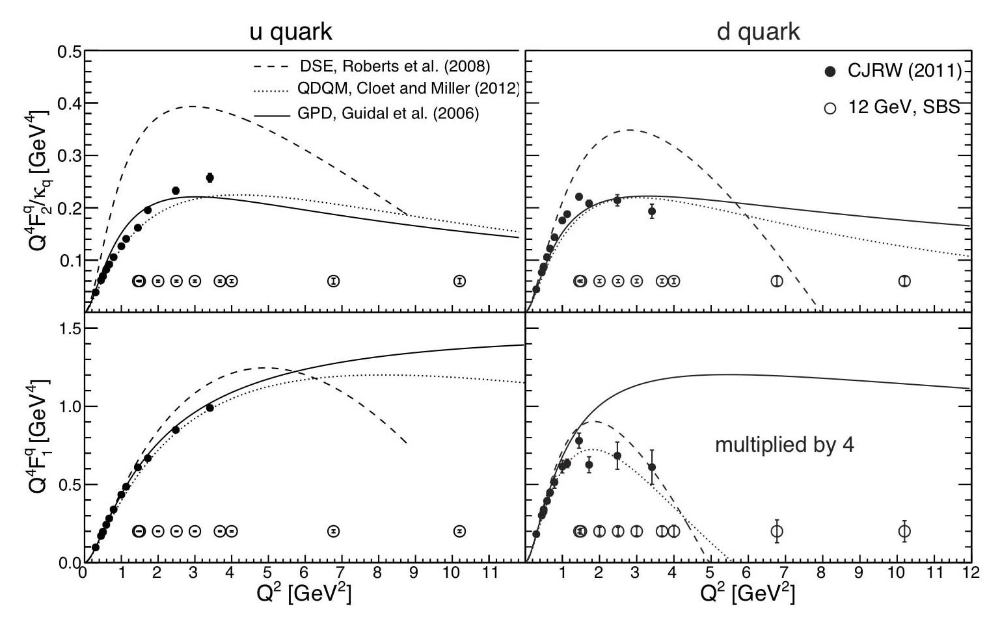 u quark
d quark
0.5
0.4
0.3
0.2
0.1
Q⁴F₂^q/κ_q [GeV⁴]
DSE, Roberts et al. (2008)
QDQM, Cloet and Miller (2012)
GPD, Guidal et al. (2006)
CJRW (2011)
12 GeV, SBS
1.5
1.0
0.5
0.0
Q⁴F₁^q [GeV⁴]
multiplied by 4
0 1 2 3 4 5 6 7 8 9 10 11
1 2 3 4 5 6 7 8 9 10 11 12
Q² [GeV²]
Q² [GeV²]